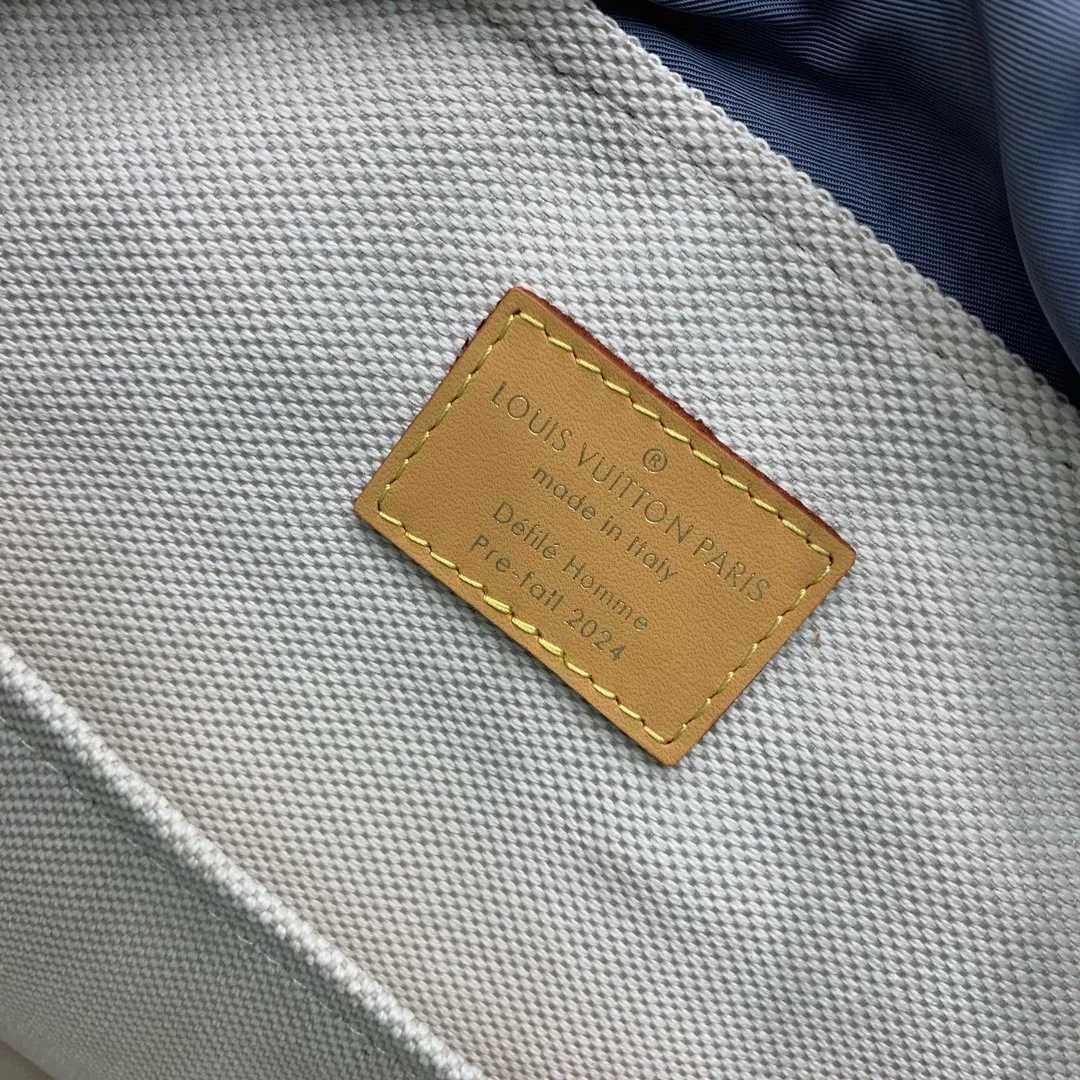 ®
LOUIS VUITTON PARIS
made in Italy
Défilé Homme
Pre-fall 2024